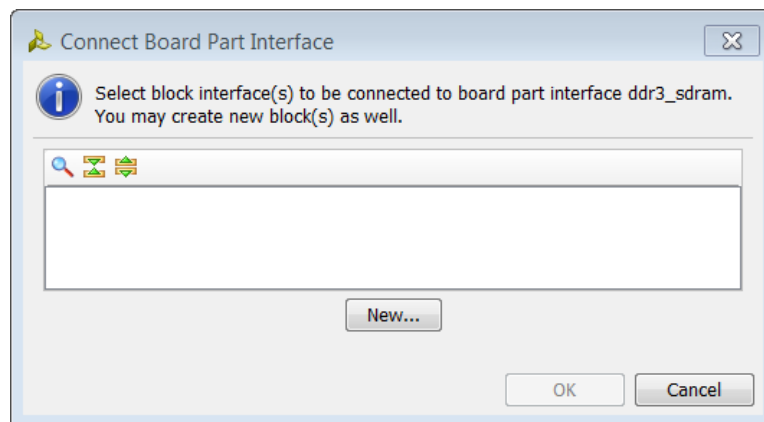 Connect Board Part Interface
Select block interface(s) to be connected to board part interface ddr3_sdram.
You may create new block(s) as well.
New...
OK
Cancel